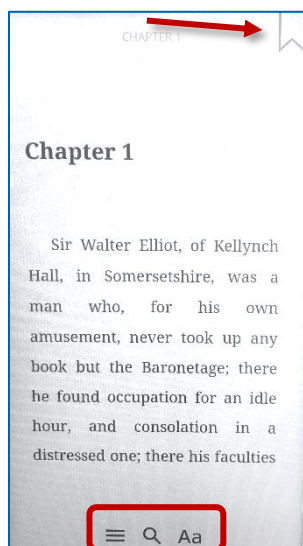 CHAPTER 1
Chapter 1
Sir Walter Elliot, of Kellynch
Hall, in Somersetshire, was a
man who, for his own
amusement, never took up any
book but the Baronetage; there
he found occupation for an idle
hour, and consolation in a
distressed one; there his faculties
Aa